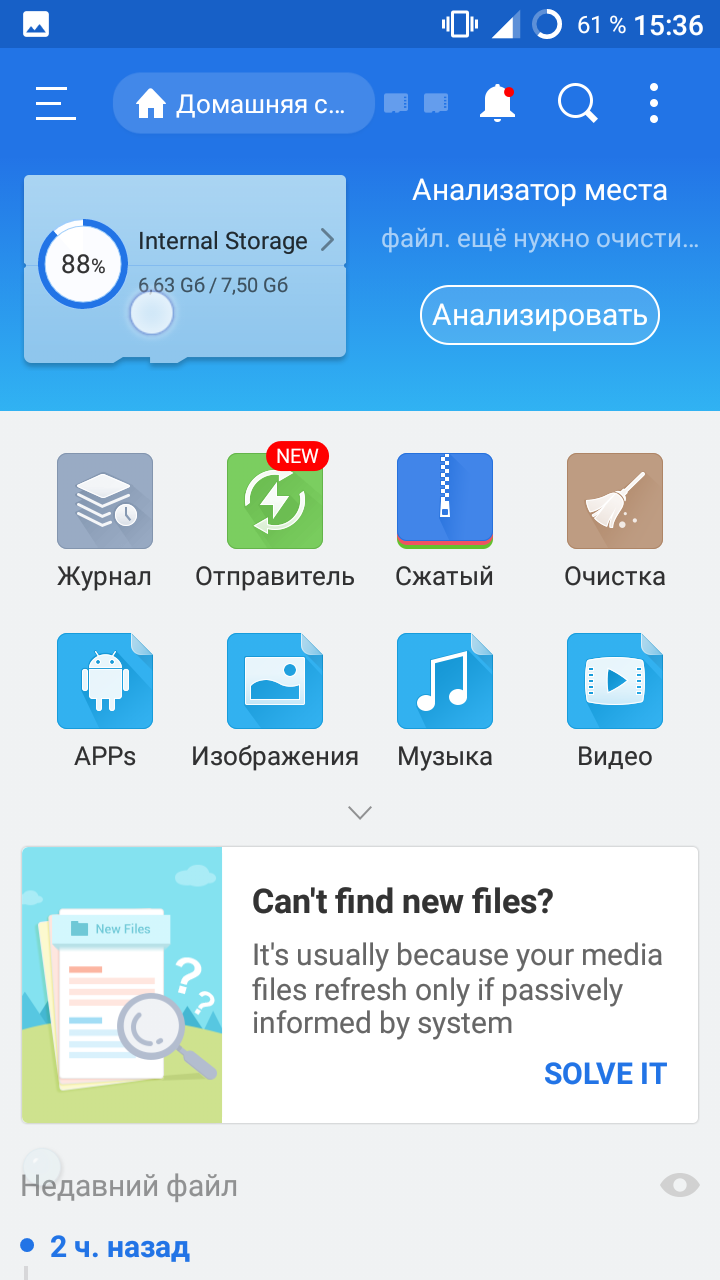 61 % 15:36
Домашняя с...
Анализатор места
88%
Internal Storage
файл. ещё нужно очисти...
6,63 Гб / 7,50 Гб
Анализировать
NEW
Журнал
Отправитель
Сжатый
Очистка
APPs
Изображения
Музыка
Видео
New Files
Can't find new files?
It's usually because your media
files refresh only if passively
informed by system
SOLVE IT
Недавний файл
2 ч. назад